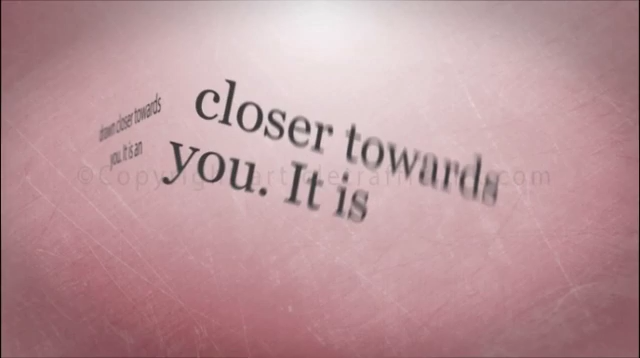 drawn closer towards
you. It is an
closer towards
you. It is